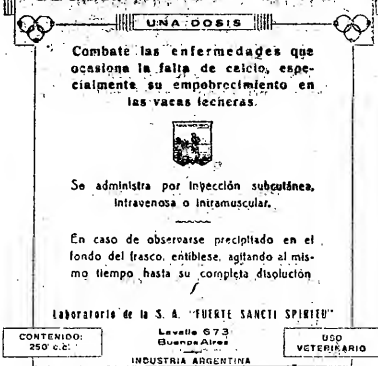 UNA DOSIS
Combate las enfermedades que
ocasiona la falta de calcio, espe-
cialmente su empobrecimiento en
las vacas lecheras.
Se administra por inyección subcutánea,
intravenosa o intramuscular.
En caso de observarse precipitado en el
fondo del frasco, entíbiese, agitando al mis-
mo tiempo hasta su completa disolución
Laboratorio de la S. A. "FUERTE SANCTI SPIRITU"
Lavalle 673
Buenos Aires
CONTENIDO:
250 c.c.
USO
VETERINARIO
INDUSTRIA ARGENTINA